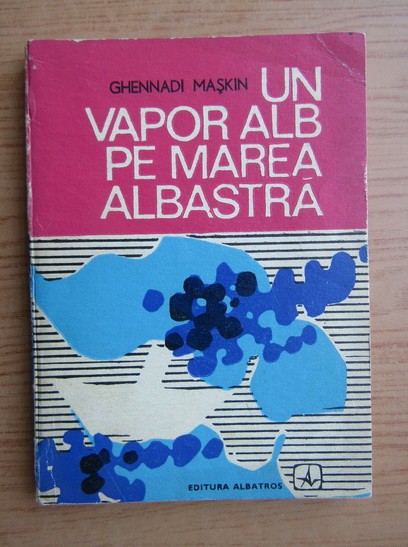 GHENNADI MAŞKIN UN
VAPOR ALB
PE MAREA
ALBASTRĂ
EDITURA ALBATROS